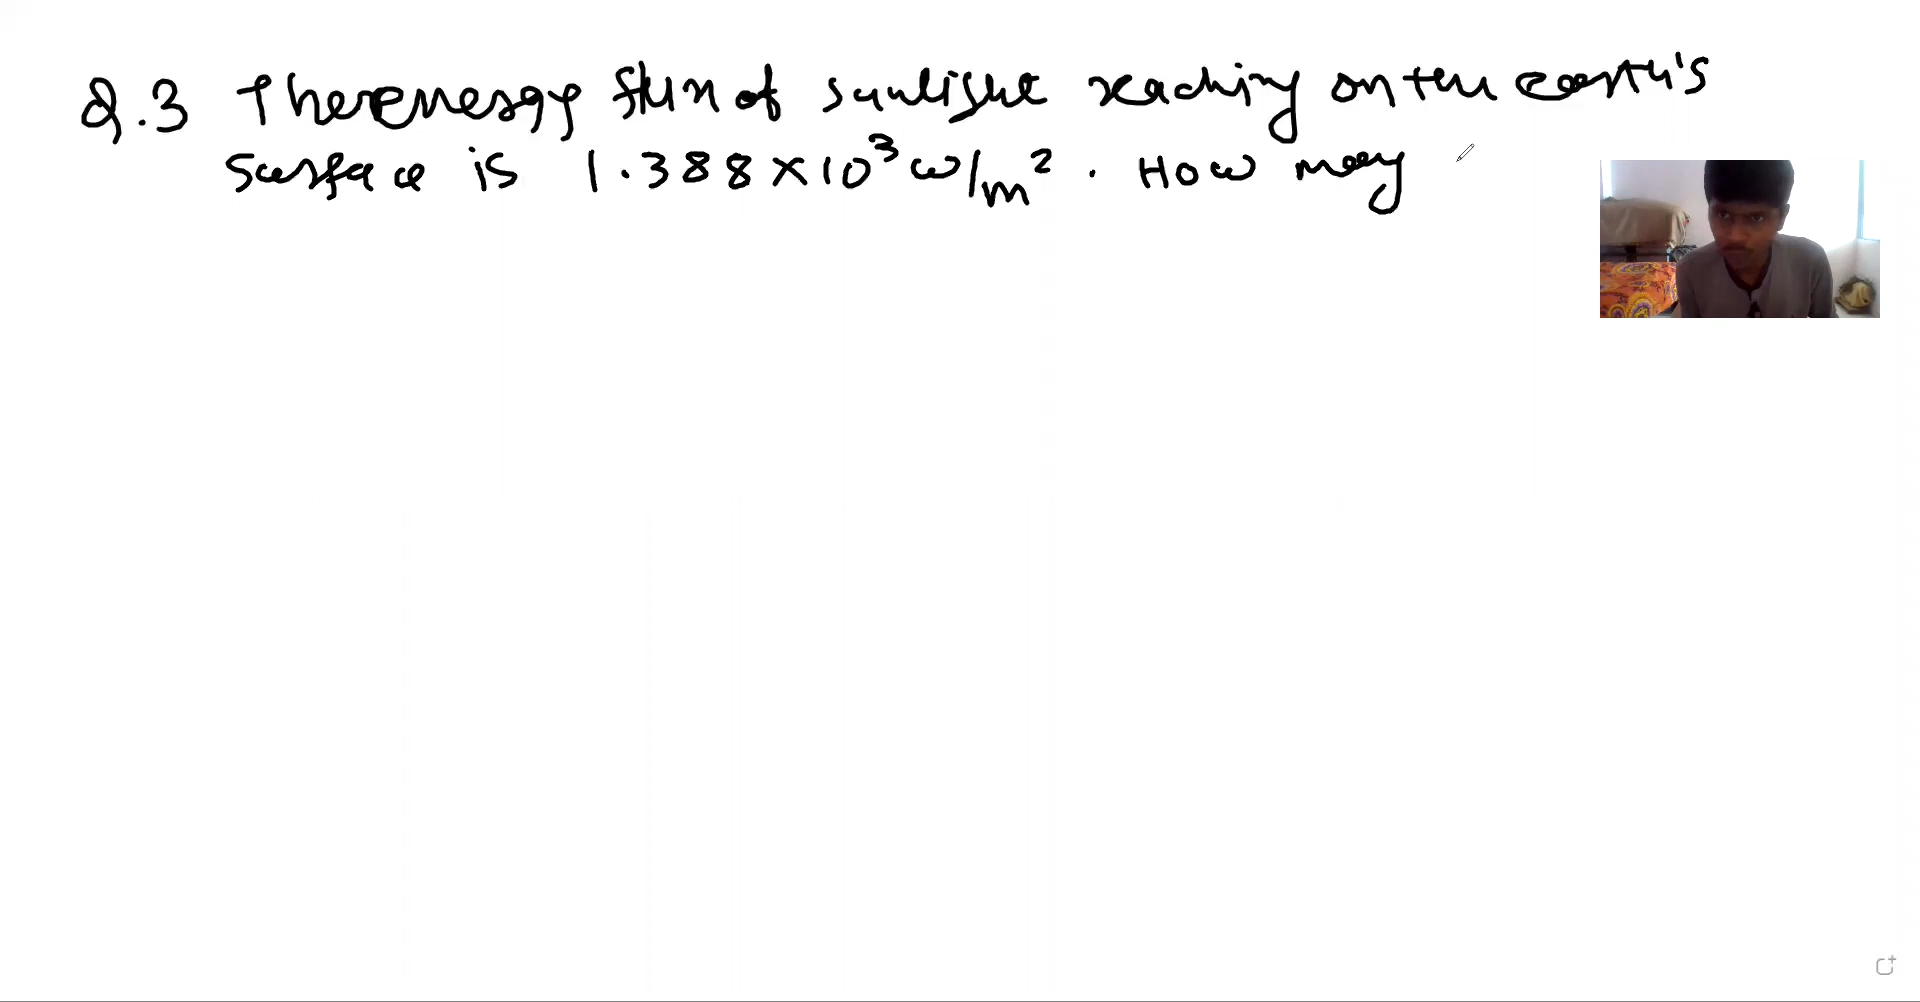 Q.3 The energy flux of sunlight reaching on the earth's
surface is 1.388 × 10³ w/m² . How many